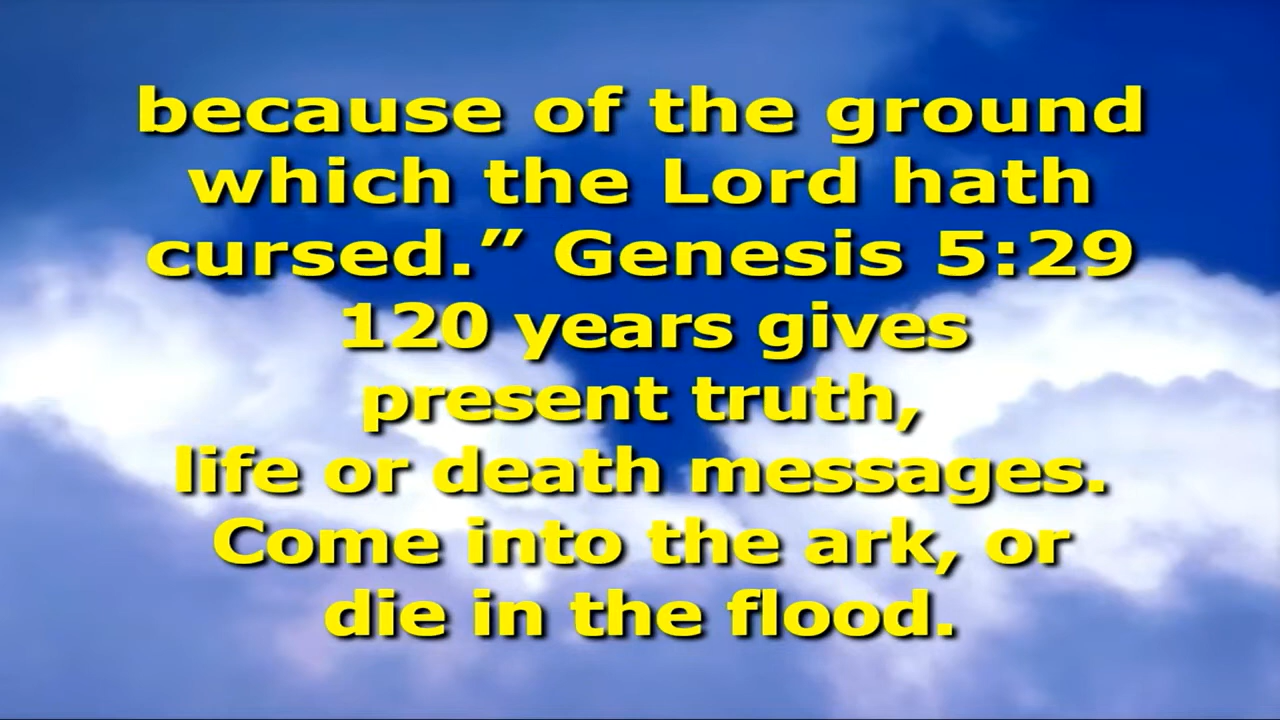 because of the ground
which the Lord hath
cursed.” Genesis 5:29
120 years gives
present truth,
life or death messages.
Come into the ark, or
die in the flood.